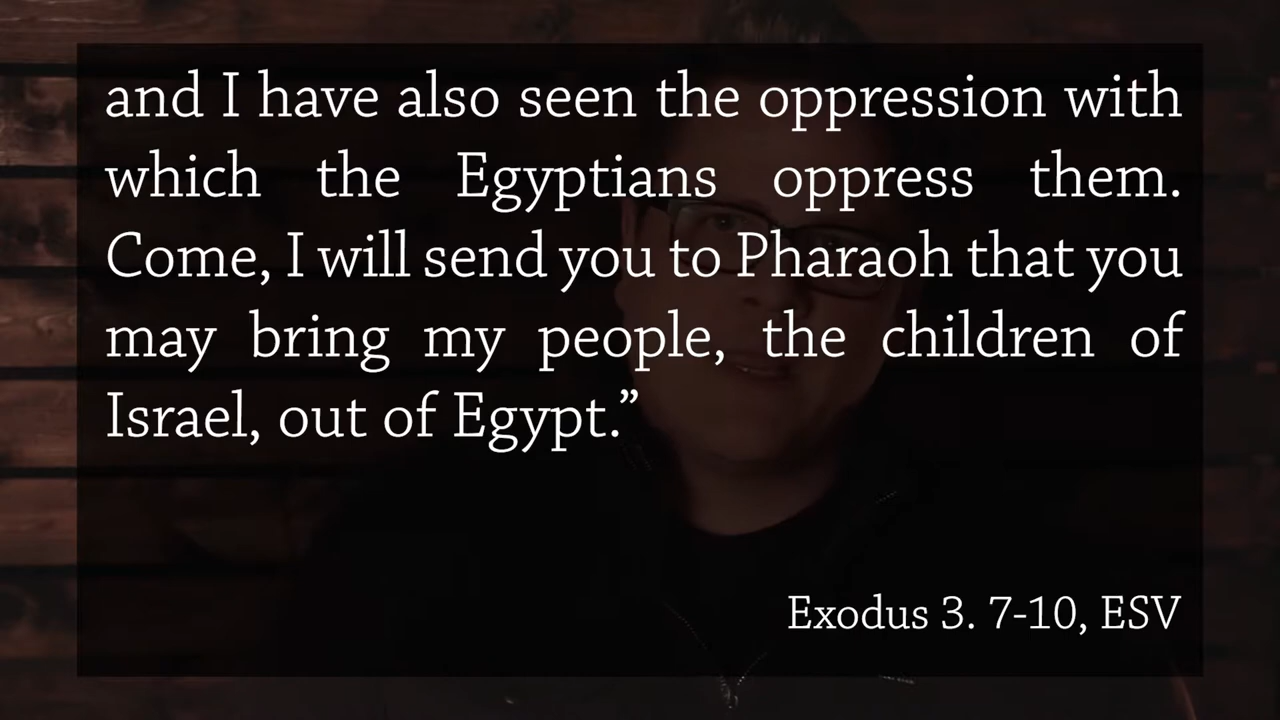 and I have also seen the oppression with
which the Egyptians oppress them.
Come, I will send you to Pharaoh that you
may bring my people, the children of
Israel, out of Egypt.”
Exodus 3. 7-10, ESV